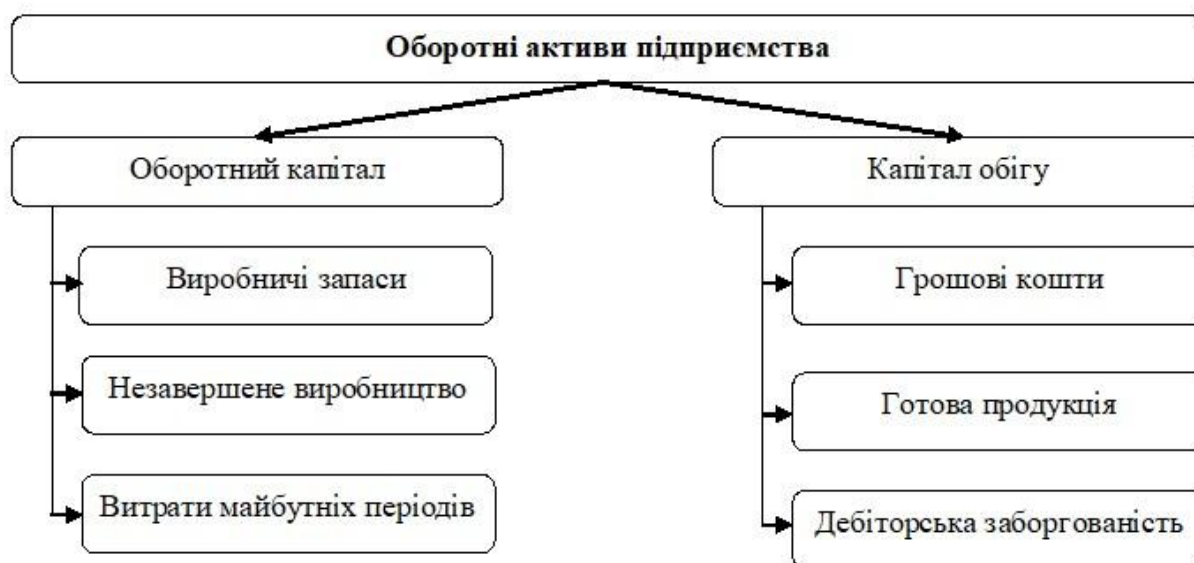 Оборотні активи підприємства
Оборотний капітал
Капітал обігу
Виробничі запаси
Грошові кошти
Незавершене виробництво
Готова продукція
Витрати майбутніх періодів
Дебіторська заборгованість